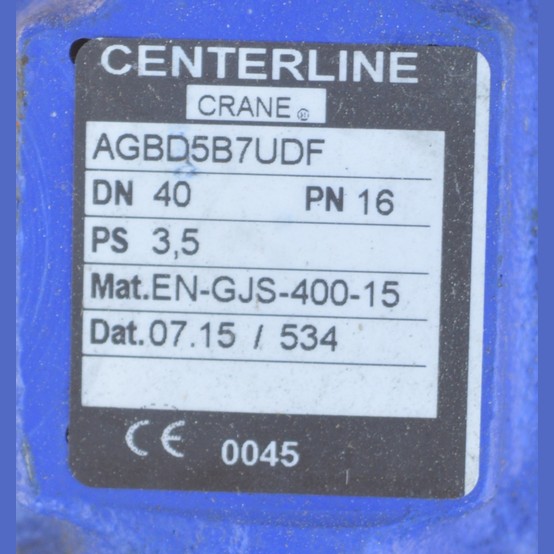 CENTERLINE
CRANE®
AGBD5B7UDF
DN 40 PN 16
PS 3,5
Mat. EN-GJS-400-15
Dat. 07.15 / 534
CE 0045